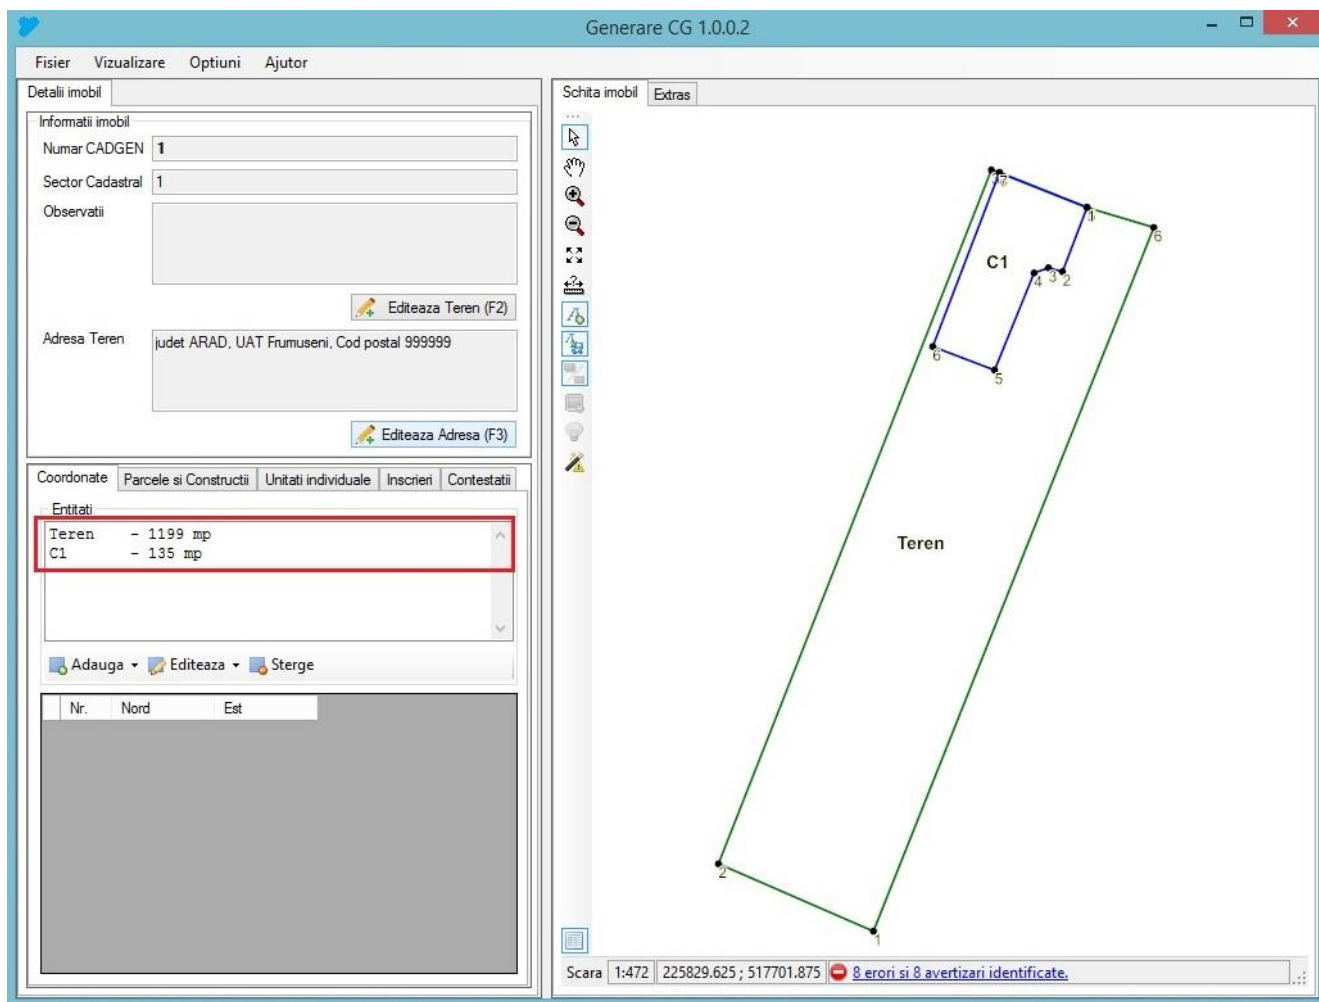 Generare CG 1.0.0.2
Fisier Vizualizare Optiuni Ajutor
Detalii imobil
Informatii imobil
Numar CADGEN 1
Sector Cadastral 1
Observatii
Editeaza Teren (F2)
Adresa Teren judet ARAD, UAT Frumuseni, Cod postal 999999
Editeaza Adresa (F3)
Coordonate Parcele si Constructii Unitati individuale Inscrieri Contestatii
Entitati
Teren - 1199 mp
C1 - 135 mp
Adauga Editeaza Sterge
Nr. Nord Est
Schita imobil Extras
6
C1
4 3 2
6
5
Teren
2
1
Scara 1:472 225829.625 ; 517701.875 8 erori si 8 avertizari identificate.